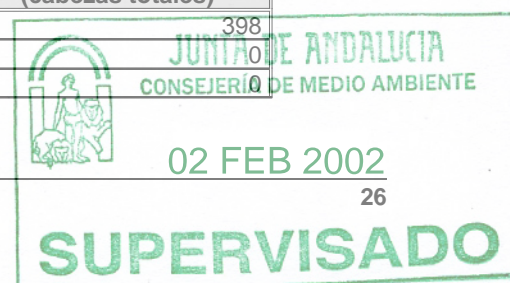 (cabezas totales)
398
0
0
JUNTA DE ANDALUCIA
CONSEJERÍA DE MEDIO AMBIENTE
02 FEB 2002
26
SUPERVISADO